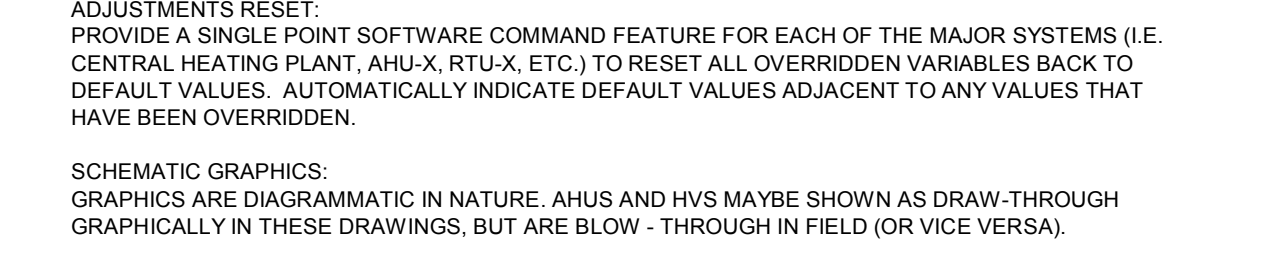 ADJUSTMENTS RESET:
PROVIDE A SINGLE POINT SOFTWARE COMMAND FEATURE FOR EACH OF THE MAJOR SYSTEMS (I.E.
CENTRAL HEATING PLANT, AHU-X, RTU-X, ETC.) TO RESET ALL OVERRIDDEN VARIABLES BACK TO
DEFAULT VALUES.  AUTOMATICALLY INDICATE DEFAULT VALUES ADJACENT TO ANY VALUES THAT
HAVE BEEN OVERRIDDEN.

SCHEMATIC GRAPHICS:
GRAPHICS ARE DIAGRAMMATIC IN NATURE. AHUS AND HVS MAYBE SHOWN AS DRAW-THROUGH
GRAPHICALLY IN THESE DRAWINGS, BUT ARE BLOW - THROUGH IN FIELD (OR VICE VERSA).